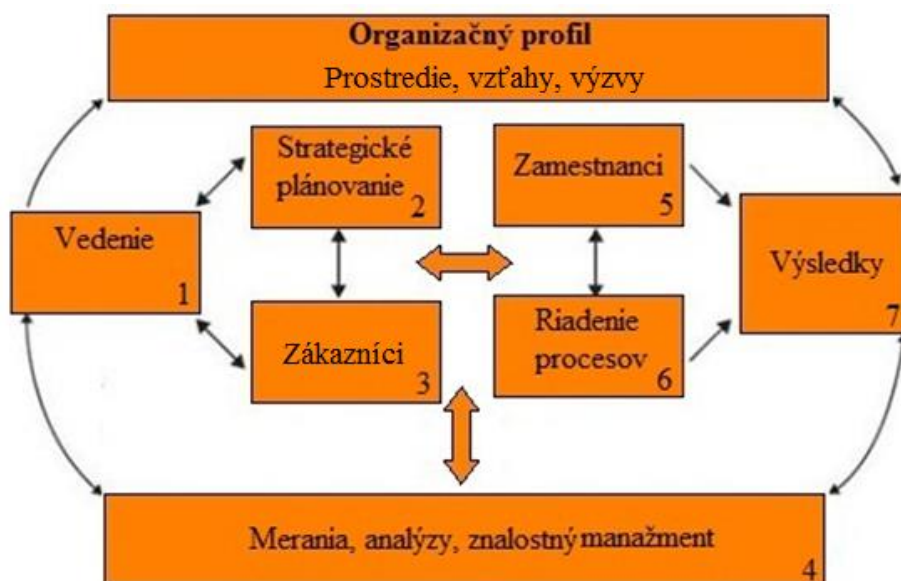 Organizačný profil
Prostredie, vzťahy, výzvy
Strategické
plánovanie
2
Zamestnanci
5
Vedenie
1
Výsledky
7
Zákazníci
3
Riadenie
procesov
6
Merania, analýzy, znalostný manažment
4